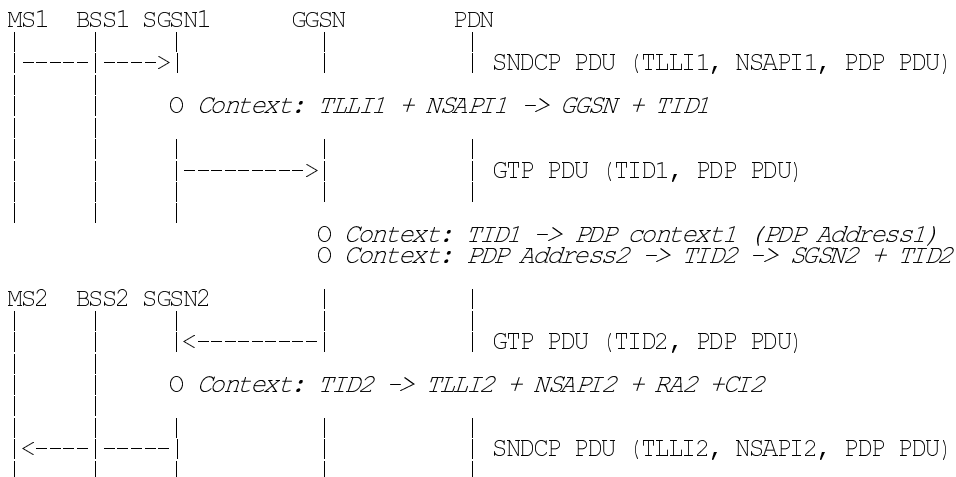 MS1 BSS1 SGSN1 GGSN PDN
SNDCP PDU (TLLI1, NSAPI1, PDP PDU)
O Context: TLLI1 + NSAPI1 -> GGSN + TID1
GTP PDU (TID1, PDP PDU)
O Context: TID1 -> PDP context1 (PDP Address1)
O Context: PDP Address2 -> TID2 -> SGSN2 + TID2
MS2 BSS2 SGSN2
GTP PDU (TID2, PDP PDU)
O Context: TID2 -> TLLI2 + NSAPI2 + RA2 +CI2
SNDCP PDU (TLLI2, NSAPI2, PDP PDU)